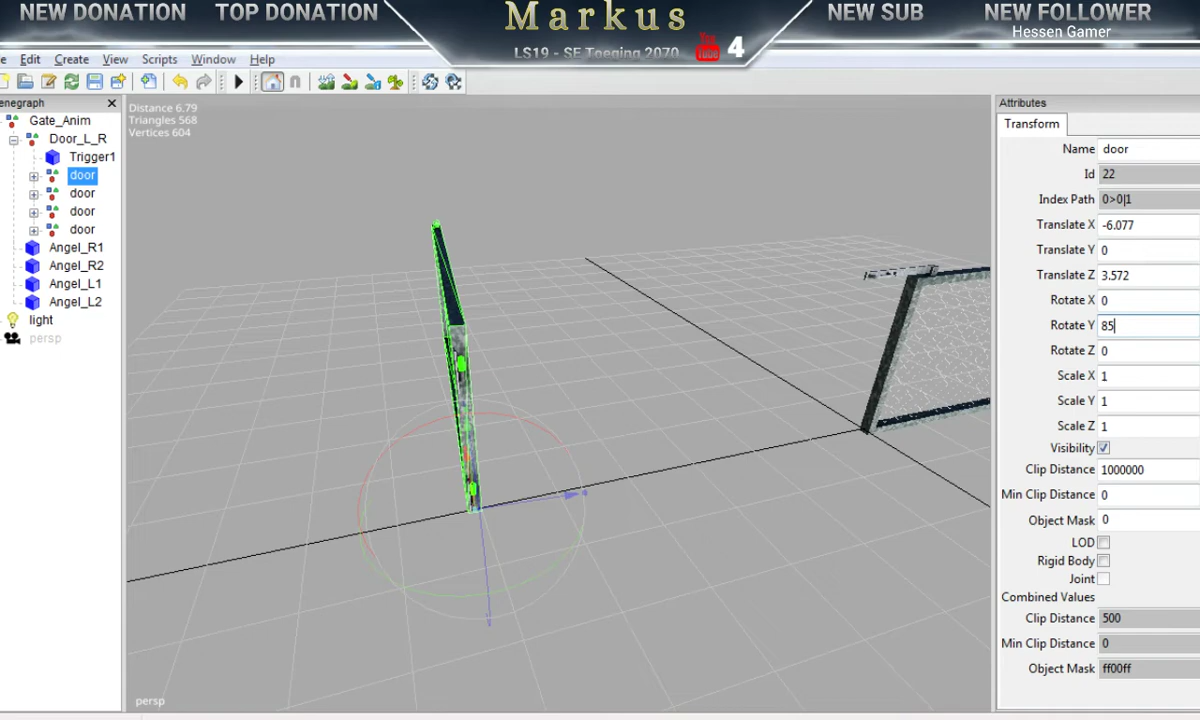 NEW DONATION
TOP DONATION
Markus
NEW SUB
NEW FOLLOWER
LS19 - SE Toeging 2070
You Tube 4
Hessen Gamer
e Edit Create View Scripts Window Help
enegraph
Gate_Anim
Door_L_R
Trigger1
door
door
door
door
Angel_R1
Angel_R2
Angel_L1
Angel_L2
light
persp
Distance 6.79
Triangles 568
Vertices 604
persp
Attributes
Transform
Name door
Id 22
Index Path 0>0|1
Translate X -6.077
Translate Y 0
Translate Z 3.572
Rotate X 0
Rotate Y 85
Rotate Z 0
Scale X 1
Scale Y 1
Scale Z 1
Visibility
Clip Distance 1000000
Min Clip Distance 0
Object Mask 0
LOD
Rigid Body
Joint
Combined Values
Clip Distance 500
Min Clip Distance 0
Object Mask ff00ff